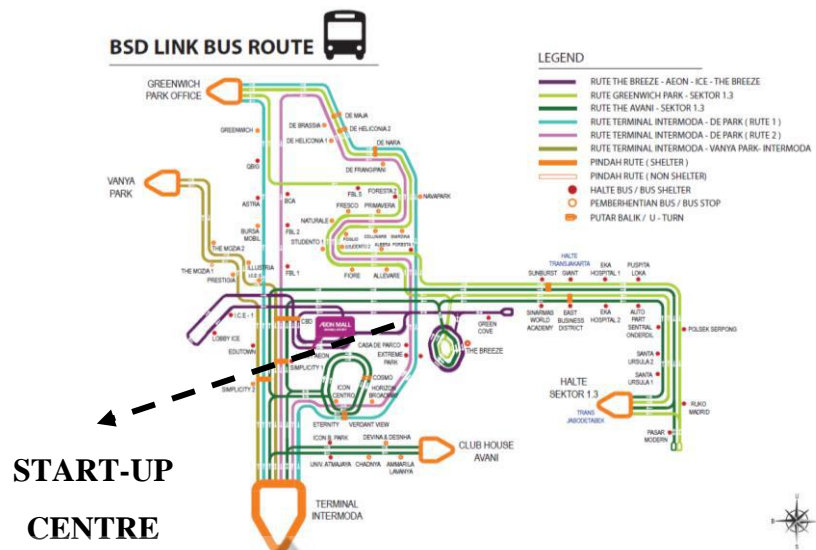 BSD LINK BUS ROUTE
LEGEND
RUTE THE BREEZE - AEON - ICE - THE BREEZE
RUTE GREENWICH PARK - SEKTOR 1.3
RUTE THE AVANI - SEKTOR 1.3
RUTE TERMINAL INTERMODA - DE PARK ( RUTE 1 )
RUTE TERMINAL INTERMODA - DE PARK ( RUTE 2 )
RUTE TERMINAL INTERMODA - VANYA PARK- INTERMODA
PINDAH RUTE ( SHELTER )
PINDAH RUTE ( NON SHELTER )
HALTE BUS / BUS SHELTER
PEMBERHENTIAN BUS / BUS STOP
PUTAR BALIK / U - TURN
GREENWICH
PARK OFFICE
DE MAJA
DE BRASSIA
DE HELICONIA 2
DE HELICONIA 1
DE NARA
DE FRANGIPANI
GREENWICH
QBIG
VANYA
PARK
ASTRA
BCA
FBL 5
FORESTA 2
NAVAPARK
FRESCO
PRIMAVERA
NATURALE
BURSA
MOBIL
FBL 2
STUDENTO 1
FOGLIO
STUDENTO 2
FIORE
ALLEVARE
THE MOZIA 2
THE MOZIA 1
ILLUSTRIA
PRESTIGIA
FBL 1
HALTE
TRANSJAKARTA
SUNBURST
GIANT
EKA
HOSPITAL 1
PUSPITA
LOKA
I.C.E - 1
LOBBY ICE
CBD
AEON MALL
AEON
EDUTOWN
SIMPLICITY 1
SIMPLICITY 2
CASA DE PARCO
EXTREME
PARK
GREEN
COVE
THE BREEZE
SINARMAS
WORLD
ACADEMY
EAST
BUSINESS
DISTRICT
EKA
HOSPITAL 2
AUTO
PART
SENTRAL
ONDERDIL
POLSEK SERPONG
SANTA
URSULA 2
SANTA
URSULA 1
COSMO
ICON
CENTRO
HORIZON
BROADWAY
ETERNITY
VERDANT VIEW
HALTE
SEKTOR 1.3
TRANS
JABODETABEK
RUKO
MADRID
PASAR
MODERN
ICON B. PARK
DEVINA & DESNHA
CLUB HOUSE
AVANI
UNIV. ATMAJAYA
CHADNYA
AMMARILA
LAVANYA
TERMINAL
INTERMODA
START-UP
CENTRE